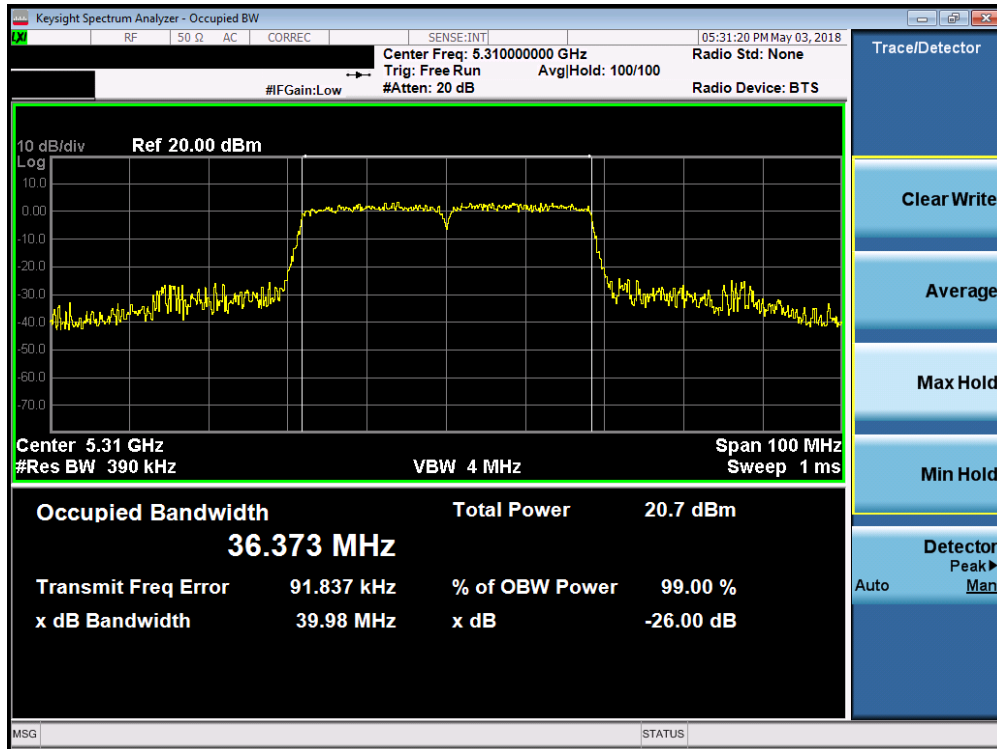 Keysight Spectrum Analyzer - Occupied BW
LXI RF 50 Ω AC CORREC SENSE:INT 05:31:20 PM May 03, 2018
Center Freq: 5.310000000 GHz Radio Std: None
Trig: Free Run Avg|Hold: 100/100
#IFGain:Low #Atten: 20 dB Radio Device: BTS
10 dB/div Ref 20.00 dBm
Log
10.0
0.00
-10.0
-20.0
-30.0
-40.0
-50.0
-60.0
-70.0
Center 5.31 GHz Span 100 MHz
#Res BW 390 kHz VBW 4 MHz Sweep 1 ms
Occupied Bandwidth Total Power 20.7 dBm
36.373 MHz
Transmit Freq Error 91.837 kHz % of OBW Power 99.00 %
x dB Bandwidth 39.98 MHz x dB -26.00 dB
MSG STATUS
Trace/Detector
Clear Write
Average
Max Hold
Min Hold
Detector
Peak▶
Auto Man